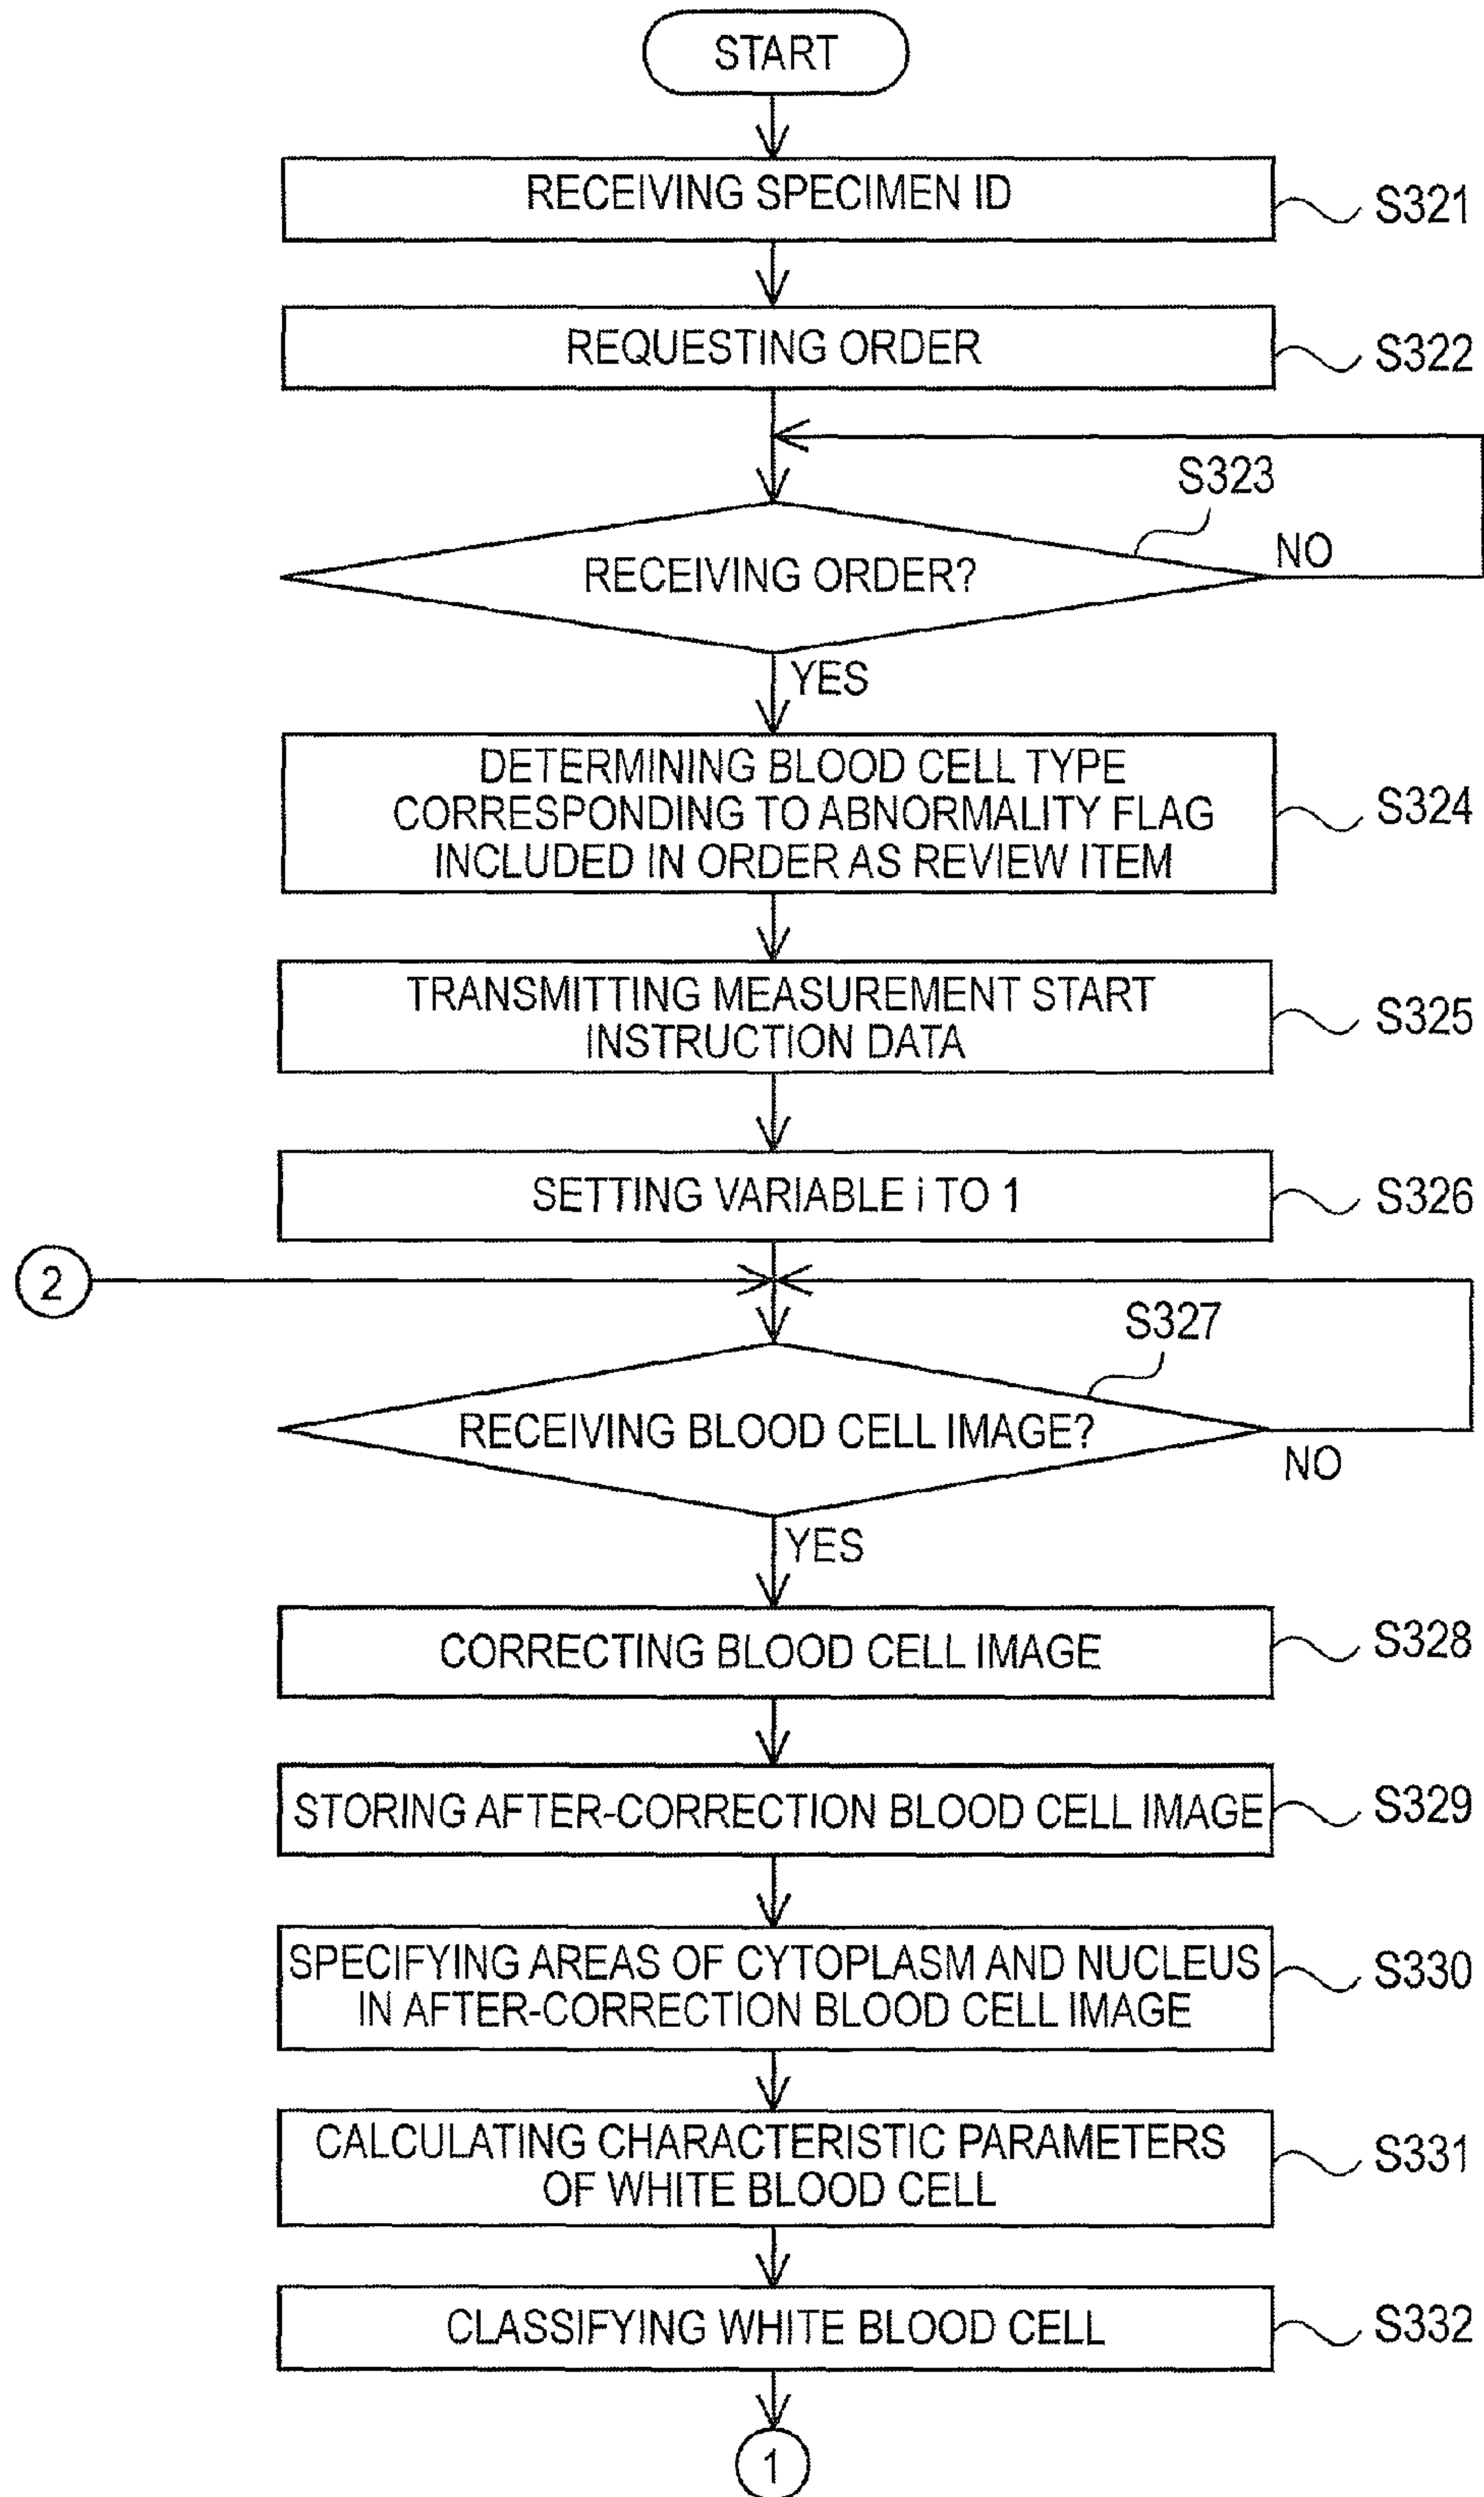 START
RECEIVING SPECIMEN ID
S321
REQUESTING ORDER
S322
S323
RECEIVING ORDER?
NO
YES
DETERMINING BLOOD CELL TYPE
CORRESPONDING TO ABNORMALITY FLAG
INCLUDED IN ORDER AS REVIEW ITEM
S324
TRANSMITTING MEASUREMENT START
INSTRUCTION DATA
S325
SETTING VARIABLE i TO 1
S326
2
S327
RECEIVING BLOOD CELL IMAGE?
NO
YES
CORRECTING BLOOD CELL IMAGE
S328
STORING AFTER-CORRECTION BLOOD CELL IMAGE
S329
SPECIFYING AREAS OF CYTOPLASM AND NUCLEUS
IN AFTER-CORRECTION BLOOD CELL IMAGE
S330
CALCULATING CHARACTERISTIC PARAMETERS
OF WHITE BLOOD CELL
S331
CLASSIFYING WHITE BLOOD CELL
S332
1